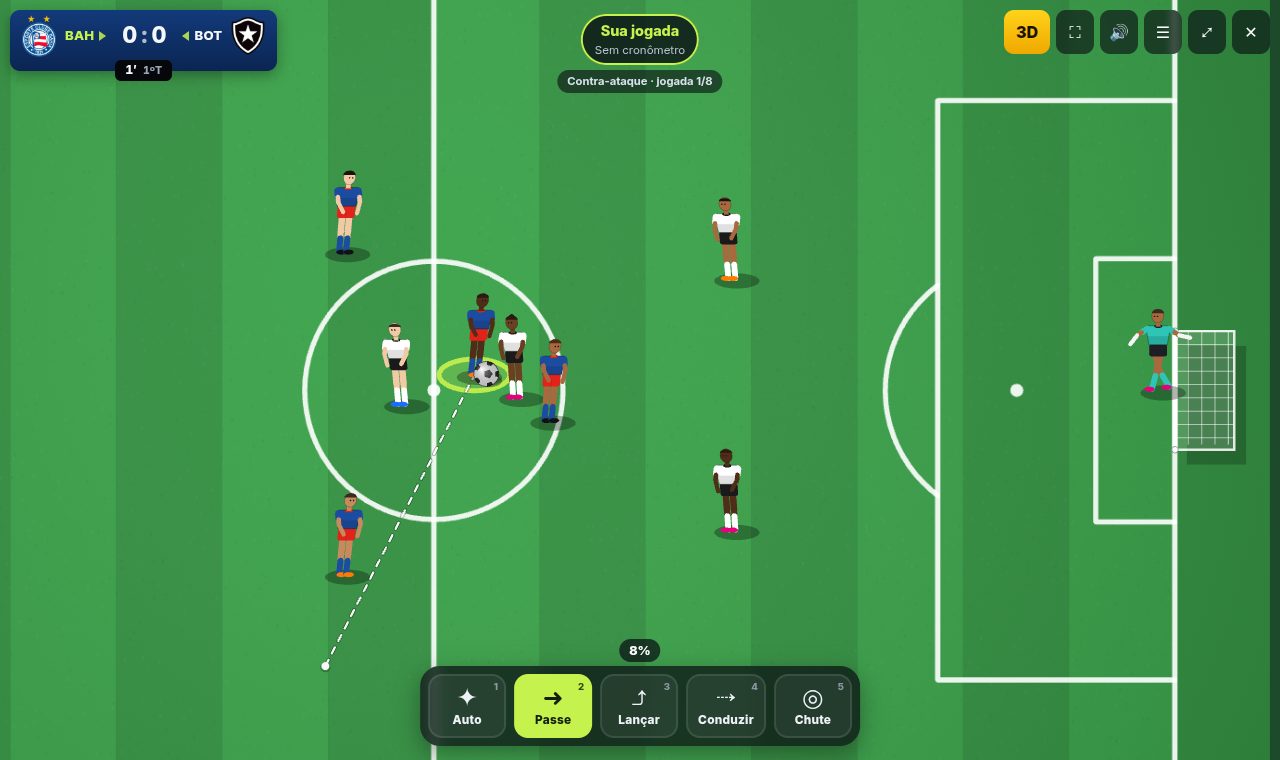 BAH 0:0 BOT
1' 1ºT
Sua jogada
Sem cronômetro
Contra-ataque · jogada 1/8
3D
8%
1
Auto
2
Passe
3
Lançar
4
Conduzir
5
Chute